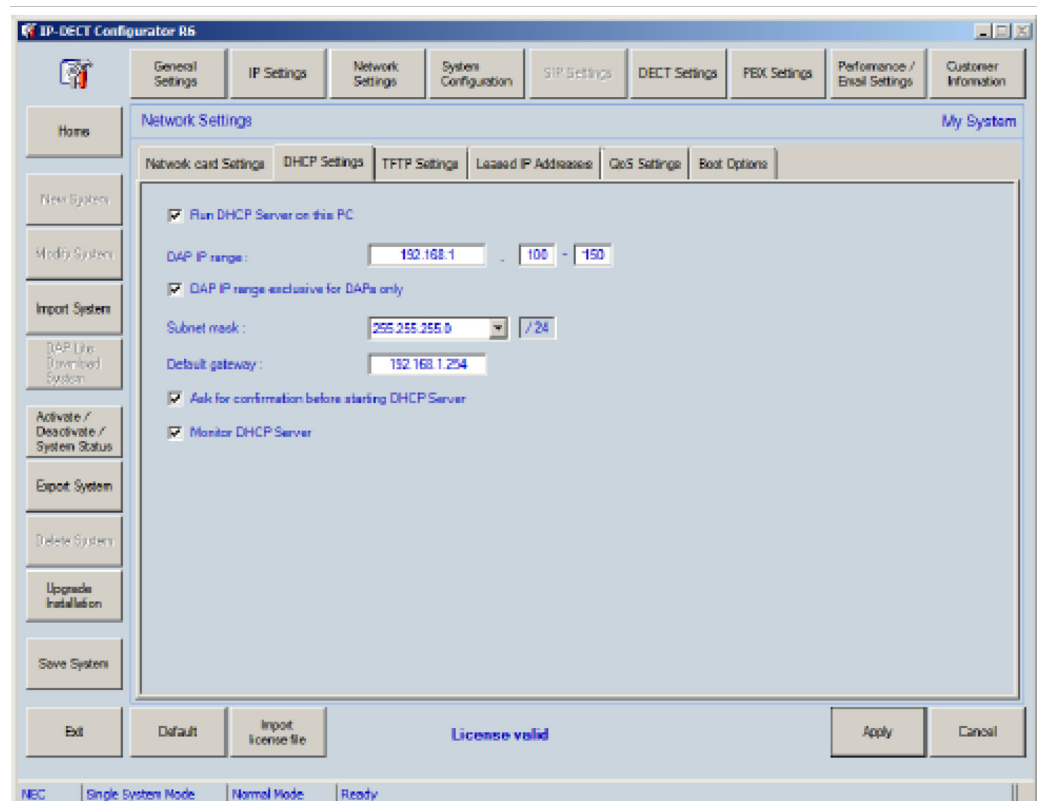 IP-DECT Configurator R6
General Settings
IP Settings
Network Settings
System Configuration
SIP Settings
DECT Settings
PBX Settings
Performance / Email Settings
Customer Information
Home
Network Settings
My System
Network card Settings
DHCP Settings
TFTP Settings
Leased IP Addresses
QoS Settings
Boot Options
New System
Modify System
Import System
DAP Lite Download System
Activate / Deactivate / System Status
Export System
Delete System
Upgrade Installation
Save System
Run DHCP Server on this PC
DAP IP range : 192.168.1 . 100 - 150
DAP IP range exclusive for DAPs only
Subnet mask : 255.255.255.0 / 24
Default gateway : 192.168.1.254
Ask for confirmation before starting DHCP Server
Monitor DHCP Server
Exit
Default
Import license file
License valid
Apply
Cancel
NEC
Single System Mode
Normal Mode
Ready